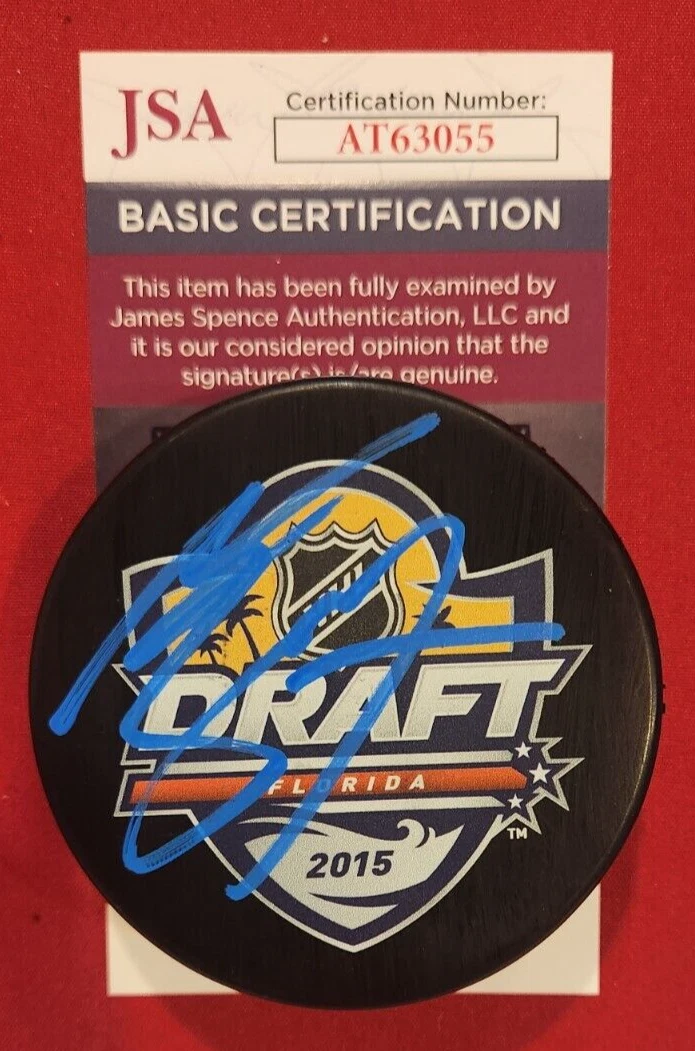 JSA
Certification Number:
AT63055
BASIC CERTIFICATION
This item has been fully examined by
James Spence Authentication, LLC and
it is our considered opinion that the
signature(s) is/are genuine.
NHL
DRAFT
FLORIDA
TM
2015